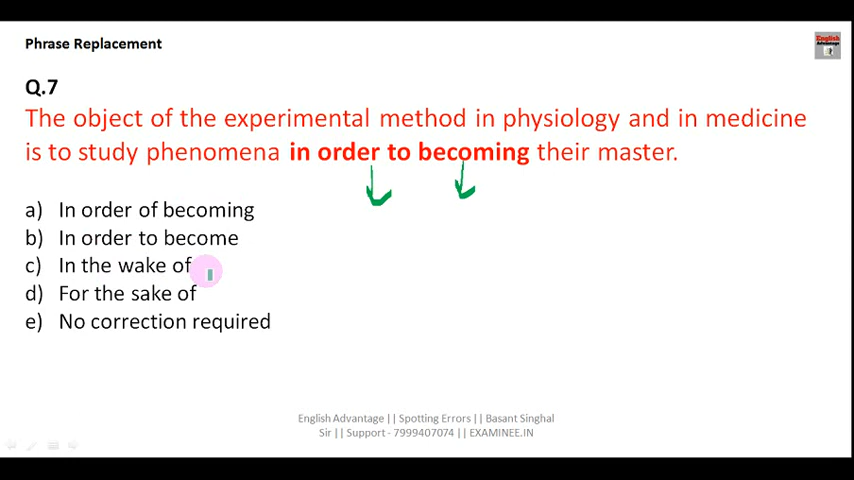 Phrase Replacement
English
Advantage
Q.7
The object of the experimental method in physiology and in medicine
is to study phenomena in order to becoming their master.
a) In order of becoming
b) In order to become
c) In the wake of
d) For the sake of
e) No correction required
English Advantage || Spotting Errors || Basant Singhal
Sir || Support - 7999407074 || EXAMINEE.IN